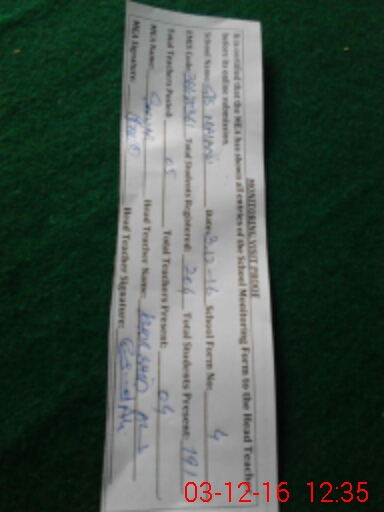 MONITORING VISIT PROOF
It is certified that the MEA has shown all entries of the School Monitoring Form to the Head Teacher
before its online submission.
School Name: Date: 3-12-16 School Form No: 4
EMIS Code: Total Students Registered: 204 Total Students Present: 191
Total Teachers Posted: 05 Total Teachers Present: 04
MEA Name: Head Teacher Name:
MEA Signature: Head Teacher Signature:
03-12-16 12:35